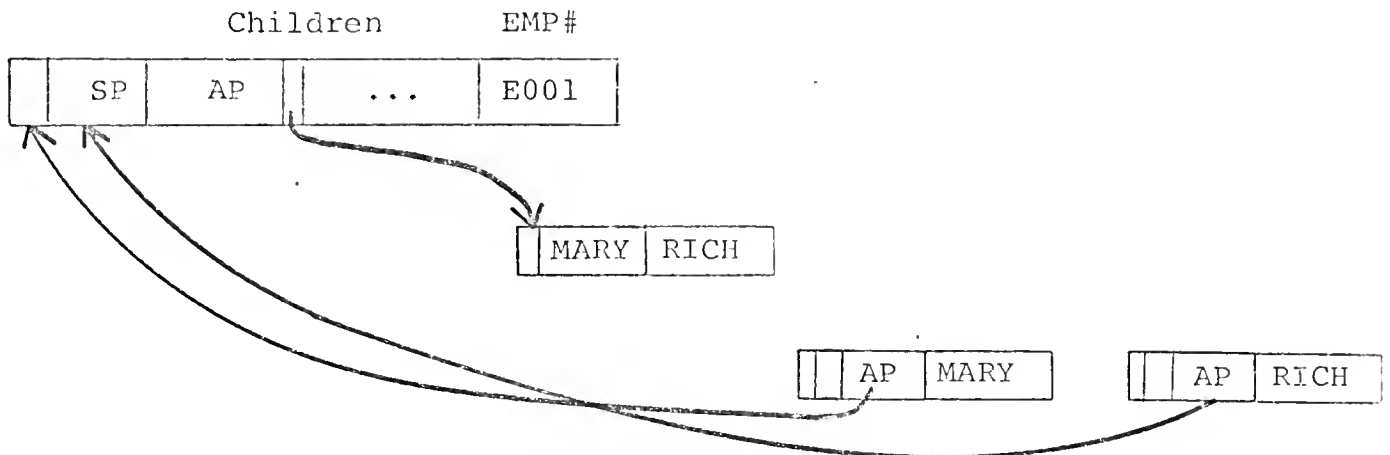 Children EMP#
SP AP ... E001
MARY RICH
AP MARY AP RICH